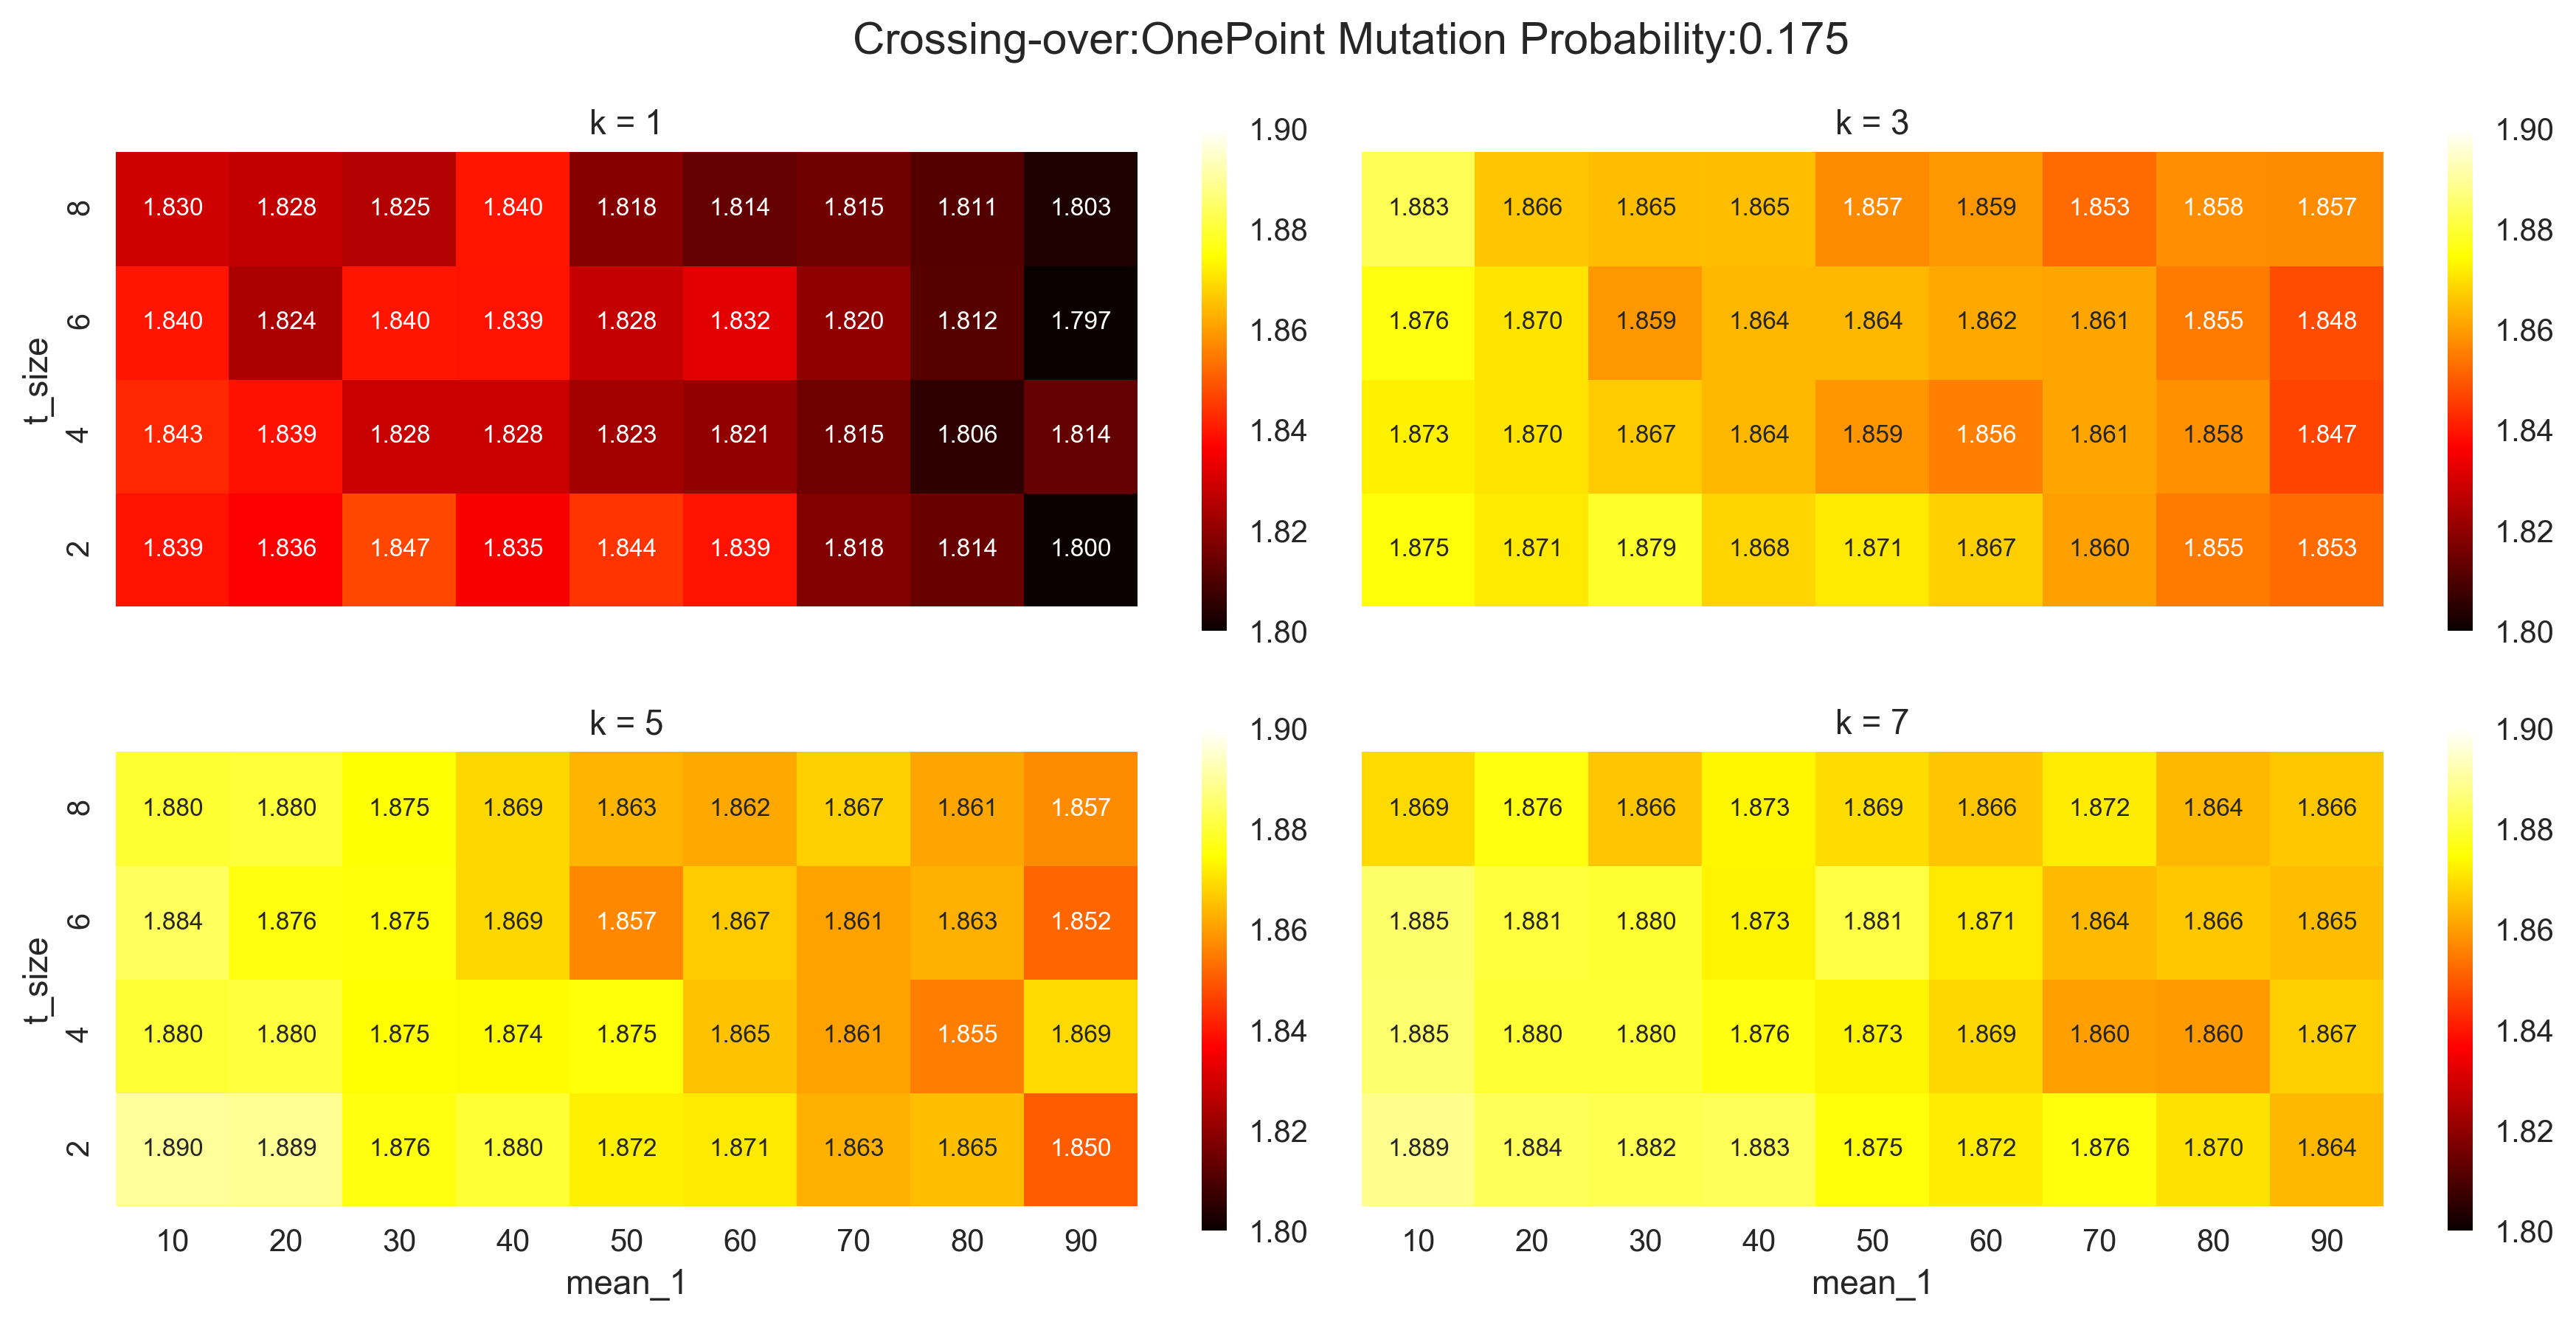 Crossing-over:OnePoint Mutation Probability:0.175
k = 1
t_size
8 1.830 1.828 1.825 1.840 1.818 1.814 1.815 1.811 1.803
6 1.840 1.824 1.840 1.839 1.828 1.832 1.820 1.812 1.797
4 1.843 1.839 1.828 1.828 1.823 1.821 1.815 1.806 1.814
2 1.839 1.836 1.847 1.835 1.844 1.839 1.818 1.814 1.800
1.90
1.88
1.86
1.84
1.82
1.80
k = 3
1.883 1.866 1.865 1.865 1.857 1.859 1.853 1.858 1.857
1.876 1.870 1.859 1.864 1.864 1.862 1.861 1.855 1.848
1.873 1.870 1.867 1.864 1.859 1.856 1.861 1.858 1.847
1.875 1.871 1.879 1.868 1.871 1.867 1.860 1.855 1.853
1.90
1.88
1.86
1.84
1.82
1.80
k = 5
t_size
8 1.880 1.880 1.875 1.869 1.863 1.862 1.867 1.861 1.857
6 1.884 1.876 1.875 1.869 1.857 1.867 1.861 1.863 1.852
4 1.880 1.880 1.875 1.874 1.875 1.865 1.861 1.855 1.869
2 1.890 1.889 1.876 1.880 1.872 1.871 1.863 1.865 1.850
10 20 30 40 50 60 70 80 90
mean_1
1.90
1.88
1.86
1.84
1.82
1.80
k = 7
1.869 1.876 1.866 1.873 1.869 1.866 1.872 1.864 1.866
1.885 1.881 1.880 1.873 1.881 1.871 1.864 1.866 1.865
1.885 1.880 1.880 1.876 1.873 1.869 1.860 1.860 1.867
1.889 1.884 1.882 1.883 1.875 1.872 1.876 1.870 1.864
10 20 30 40 50 60 70 80 90
mean_1
1.90
1.88
1.86
1.84
1.82
1.80